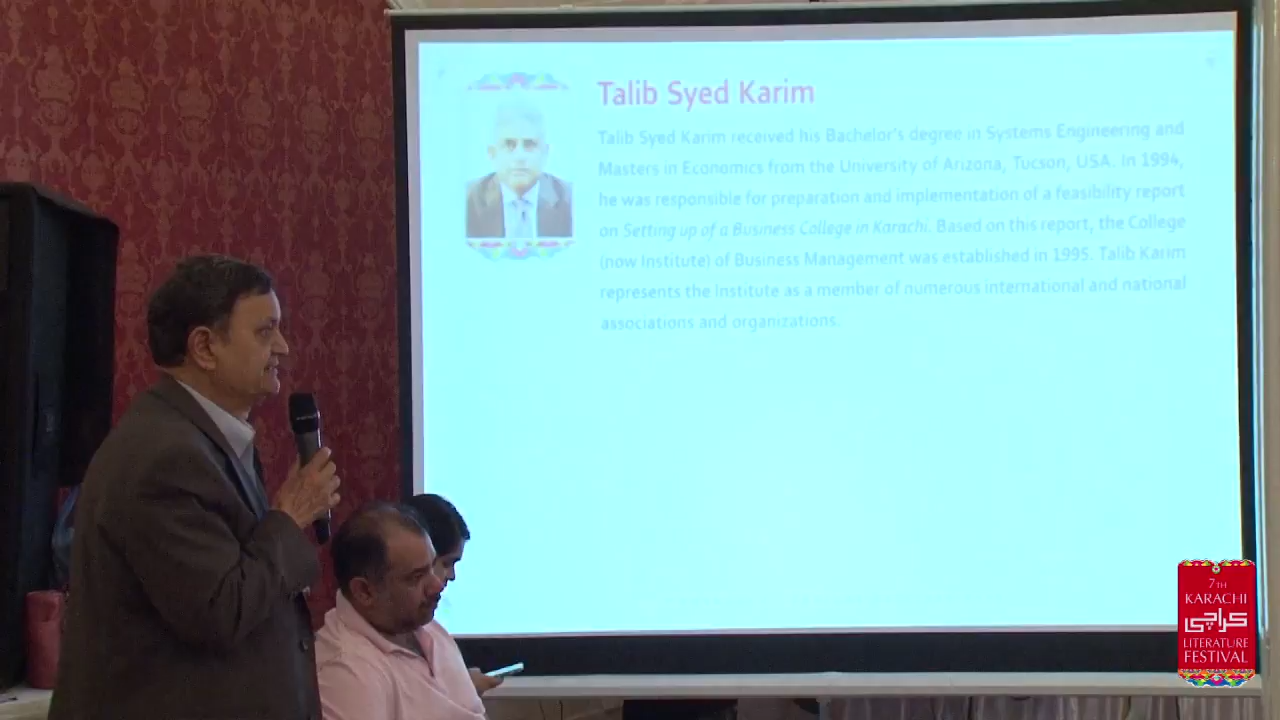 Talib Syed Karim
Talib Syed Karim received his Bachelor's degree in Systems Engineering and
Masters in Economics from the University of Arizona, Tucson, USA. In 1994,
he was responsible for preparation and implementation of a feasibility report
on Setting up of a Business College in Karachi. Based on this report, the College
(now Institute) of Business Management was established in 1995. Talib Karim
represents the Institute as a member of numerous international and national
associations and organizations.
7TH
KARACHI
کراچی
LITERATURE
FESTIVAL